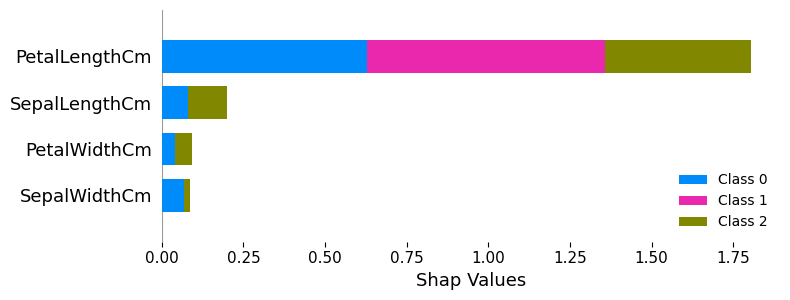 PetalLengthCm
SepalLengthCm
PetalWidthCm
SepalWidthCm
Class 0
Class 1
Class 2
0.00 0.25 0.50 0.75 1.00 1.25 1.50 1.75
Shap Values